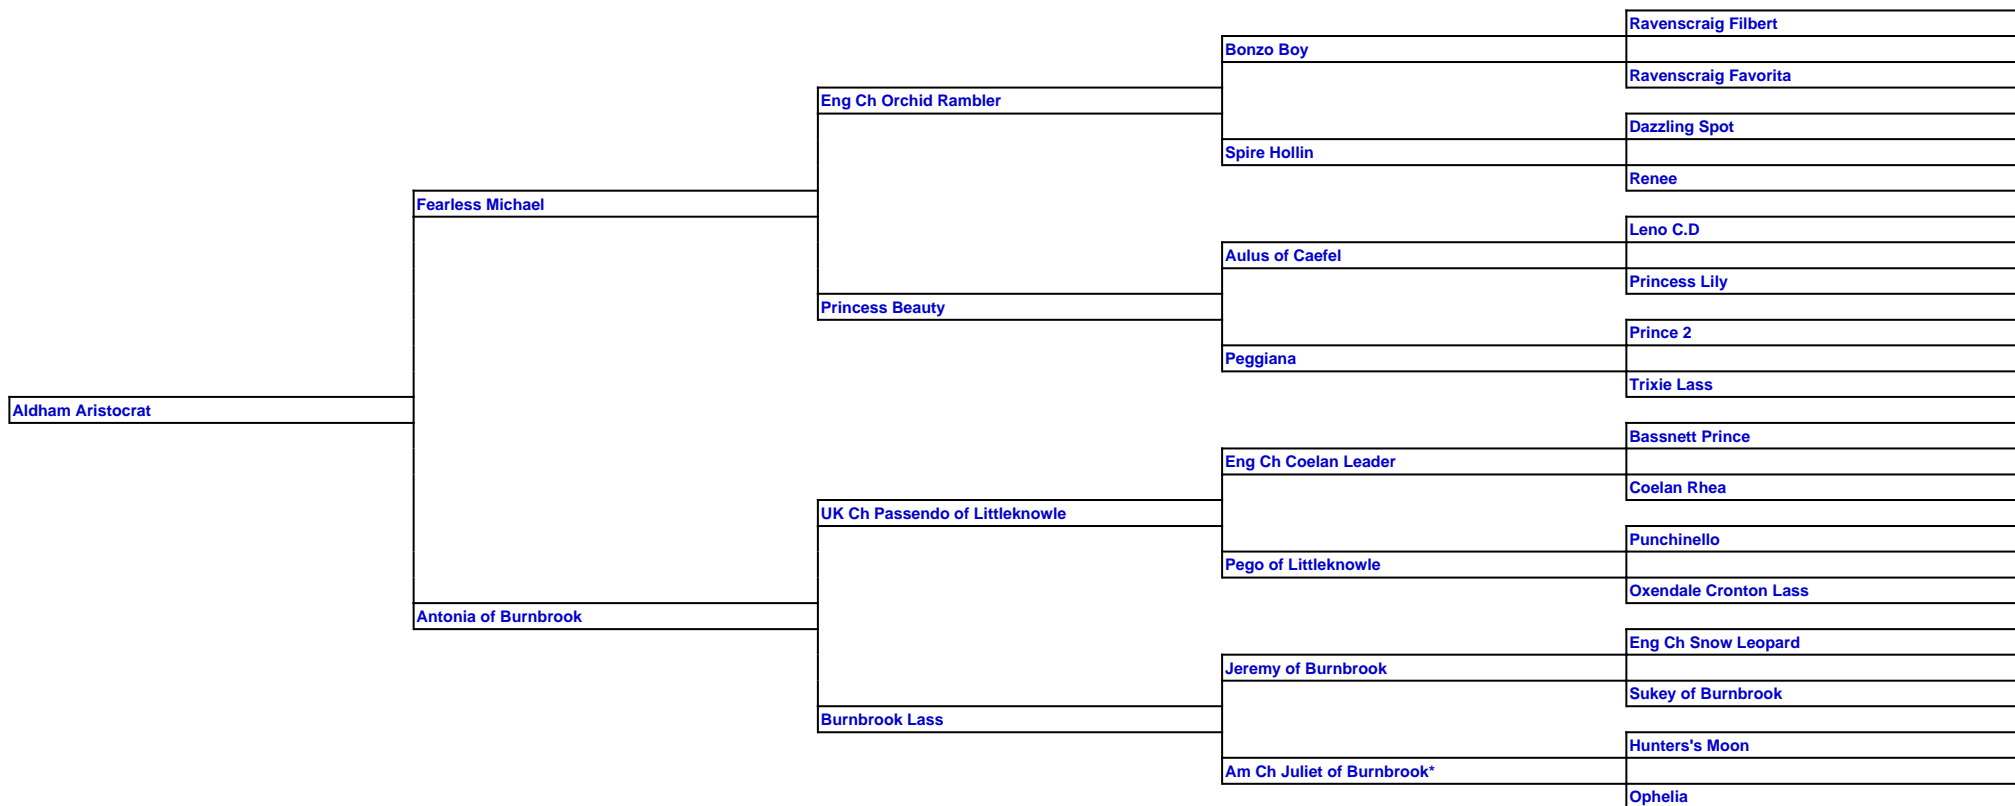 Ravenscraig Filbert
Bonzo Boy
Ravenscraig Favorita
Eng Ch Orchid Rambler
Dazzling Spot
Spire Hollin
Renee
Fearless Michael
Leno C.D
Aulus of Caefel
Princess Lily
Princess Beauty
Prince 2
Peggiana
Trixie Lass
Aldham Aristocrat
Bassnett Prince
Eng Ch Coelan Leader
Coelan Rhea
UK Ch Passendo of Littleknowle
Punchinello
Pego of Littleknowle
Oxendale Cronton Lass
Antonia of Burnbrook
Eng Ch Snow Leopard
Jeremy of Burnbrook
Sukey of Burnbrook
Burnbrook Lass
Hunters's Moon
Am Ch Juliet of Burnbrook*
Ophelia